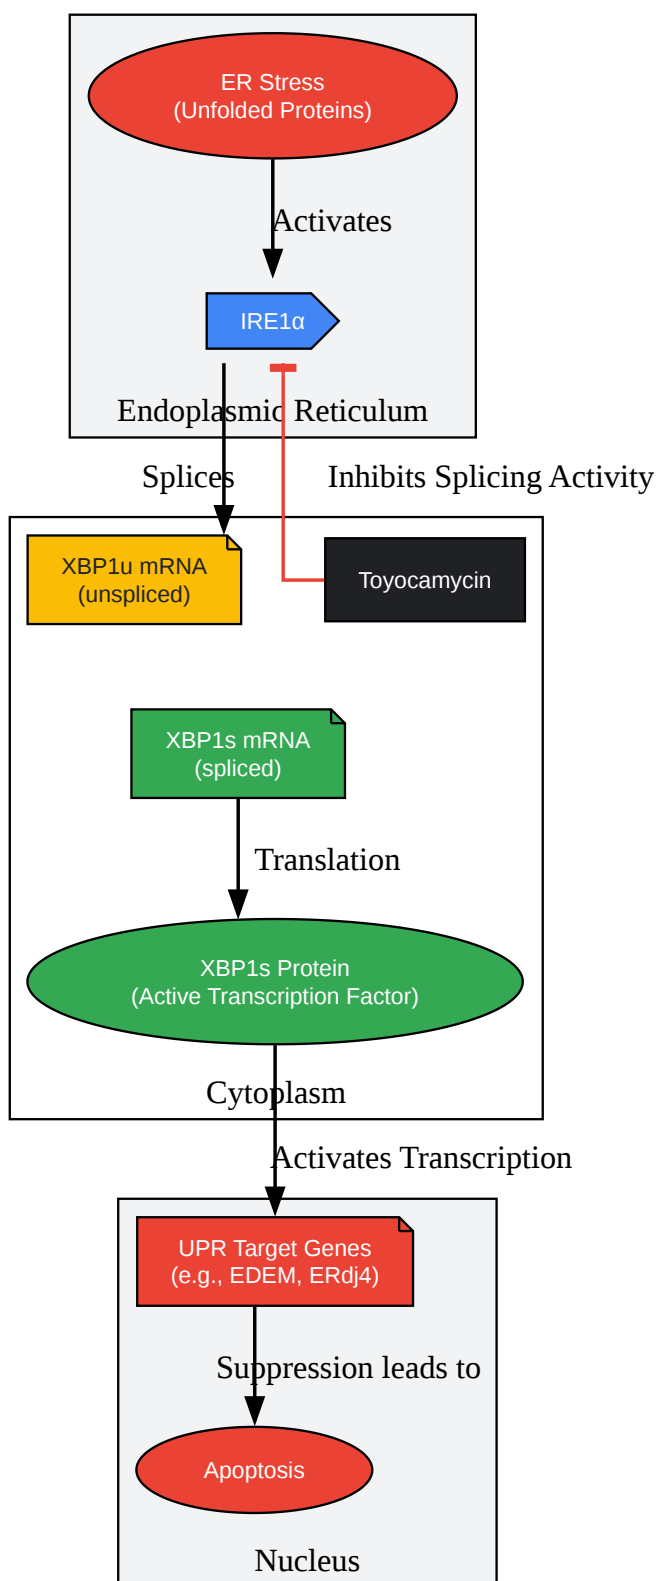 ER Stress
(Unfolded Proteins)
Activates
IRE1α
Endoplasmic Reticulum
Splices
Inhibits Splicing Activity
XBP1u mRNA
(unspliced)
Toyocamycin
XBP1s mRNA
(spliced)
Translation
XBP1s Protein
(Active Transcription Factor)
Cytoplasm
Activates Transcription
UPR Target Genes
(e.g., EDEM, ERdj4)
Suppression leads to
Apoptosis
Nucleus